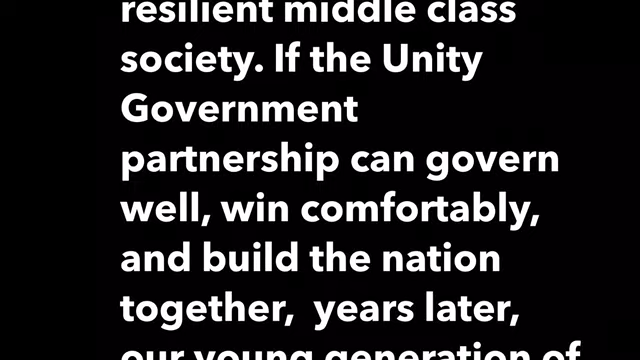 resilient middle class
society. If the Unity
Government
partnership can govern
well, win comfortably,
and build the nation
together,  years later,
our young generation of